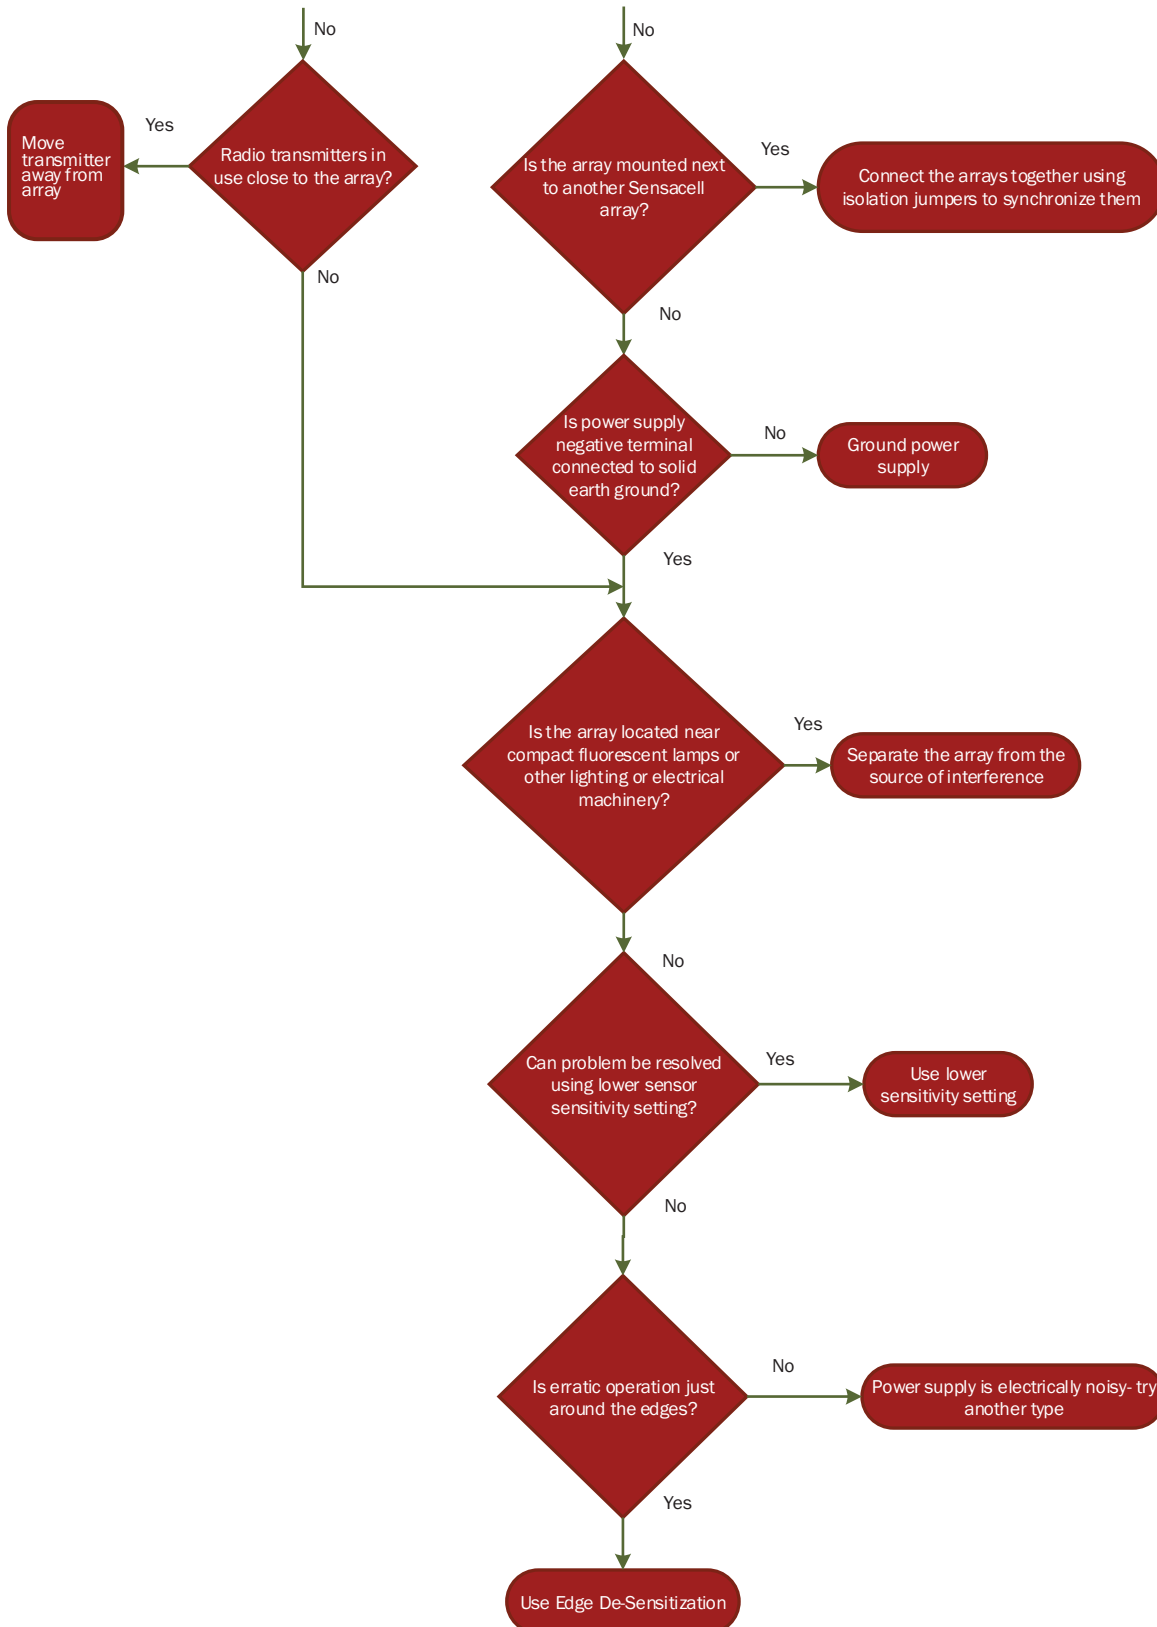 No
No
Move
transmitter
away from
array
Yes
Radio transmitters in
use close to the array?
No
Is the array mounted next
to another Sensacell
array?
Yes
Connect the arrays together using
isolation jumpers to synchronize them
No
Is power supply
negative terminal
connected to solid
earth ground?
No
Ground power
supply
Yes
Is the array located near
compact fluorescent lamps or
other lighting or electrical
machinery?
Yes
Separate the array from the
source of interference
No
Can problem be resolved
using lower sensor
sensitivity setting?
Yes
Use lower
sensitivity setting
No
Is erratic operation just
around the edges?
No
Power supply is electrically noisy- try
another type
Yes
Use Edge De-Sensitization